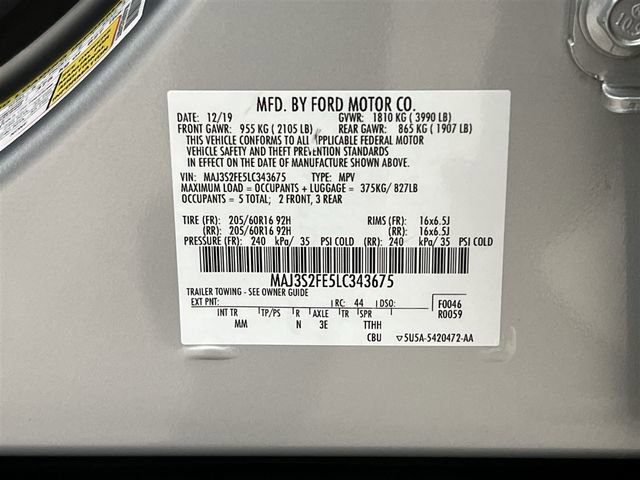 MFD. BY FORD MOTOR CO.
DATE: 12/19 GVWR: 1810 KG ( 3990 LB)
FRONT GAWR: 955 KG ( 2105 LB) REAR GAWR: 865 KG ( 1907 LB)
THIS VEHICLE CONFORMS TO ALL APPLICABLE FEDERAL MOTOR
VEHICLE SAFETY AND THEFT PREVENTION STANDARDS
IN EFFECT ON THE DATE OF MANUFACTURE SHOWN ABOVE.
VIN: MAJ3S2FE5LC343675 TYPE: MPV
MAXIMUM LOAD = OCCUPANTS + LUGGAGE = 375KG/ 827LB
OCCUPANTS = 5 TOTAL; 2 FRONT, 3 REAR
TIRE (FR): 205/60R16 92H RIMS (FR): 16x6.5J
(RR): 205/60R16 92H (RR): 16x6.5J
PRESSURE (FR): 240 kPa/ 35 PSI COLD (RR): 240 kPa/ 35 PSI COLD
MAJ3S2FE5LC343675
TRAILER TOWING - SEE OWNER GUIDE
EXT PNT: RC: 44 DSO: F0046
INT TR TP/PS R AXLE TR SPR R0059
MM N 3E TTHH
CBU ▽5U5A-5420472-AA